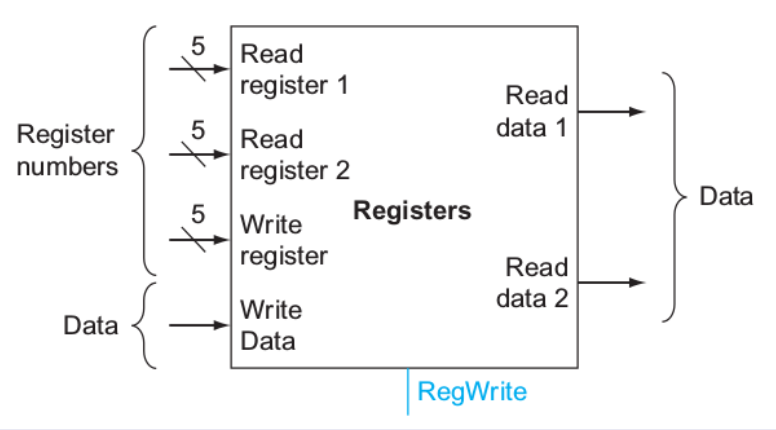 5
Read
register 1
Register
numbers
5
Read
register 2
5
Write
register
Data
Write
Data
Registers
Read
data 1
Read
data 2
Data
RegWrite